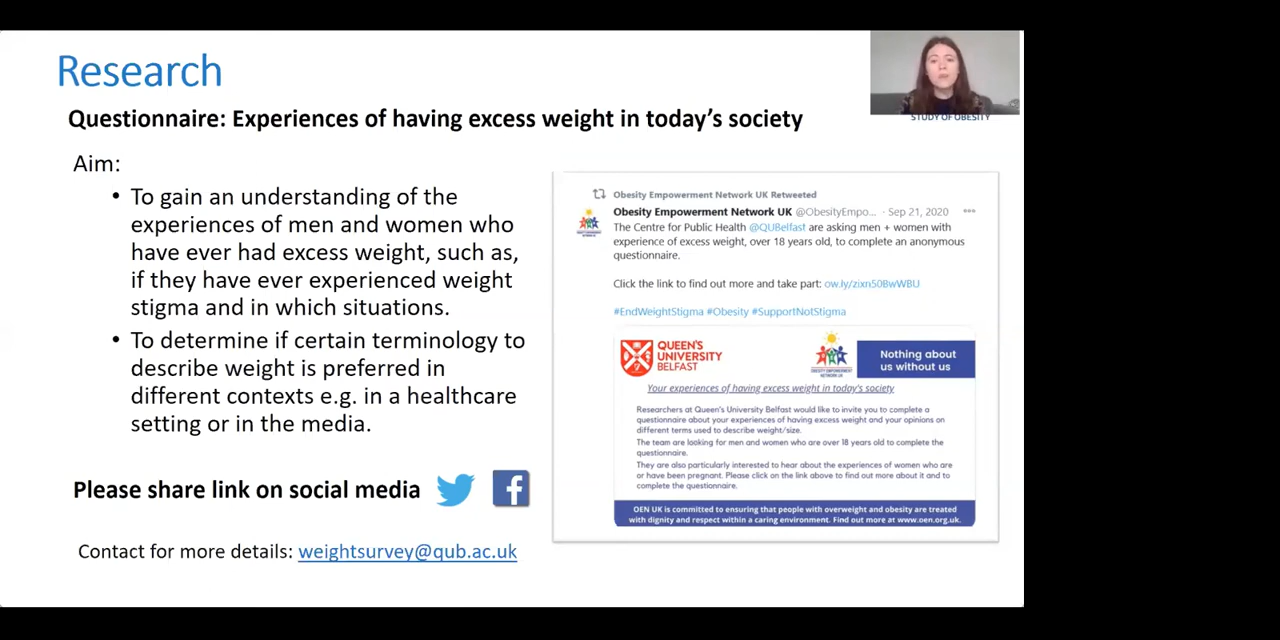 Research
Questionnaire: Experiences of having excess weight in today's society
STUDY OF OBESITY
Aim:
• To gain an understanding of the
experiences of men and women who
have ever had excess weight, such as,
if they have ever experienced weight
stigma and in which situations.
• To determine if certain terminology to
describe weight is preferred in
different contexts e.g. in a healthcare
setting or in the media.
Please share link on social media
Contact for more details: weightsurvey@qub.ac.uk
Obesity Empowerment Network UK Retweeted
Obesity Empowerment Network UK @ObesityEmpo... · Sep 21, 2020
The Centre for Public Health @QUBelfast are asking men + women with
experience of excess weight, over 18 years old, to complete an anonymous
questionnaire.
Click the link to find out more and take part: ow.ly/zixn50BwWBU
#EndWeightStigma #Obesity #SupportNotStigma
QUEEN'S
UNIVERSITY
BELFAST
OBESITY EMPOWERMENT
NETWORK UK
Nothing about
us without us
Your experiences of having excess weight in today's society
Researchers at Queen's University Belfast would like to invite you to complete a
questionnaire about your experiences of having excess weight and your opinions on
different terms used to describe weight/size.
The team are looking for men and women who are over 18 years old to complete the
questionnaire.
They are also particularly interested to hear about the experiences of women who are
or have been pregnant. Please click on the link above to find out more about it and to
complete the questionnaire.
OEN UK is committed to ensuring that people with overweight and obesity are treated
with dignity and respect within a caring environment. Find out more at www.oen.org.uk.